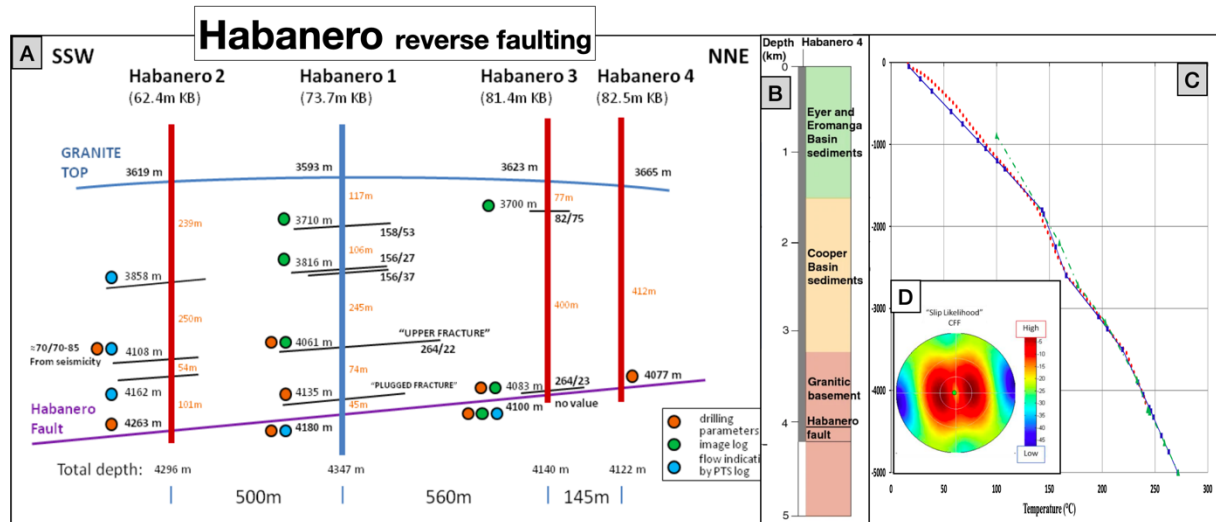 Habanero reverse faulting
A
SSW
NNE
Habanero 2
(62.4m KB)
Habanero 1
(73.7m KB)
Habanero 3
(81.4m KB)
Habanero 4
(82.5m KB)
GRANITE
TOP
3619 m
3593 m
3623 m
3665 m
239m
117m
77m
3710 m
158/53
3700 m
82/75
106m
3816 m
156/27
156/37
3858 m
250m
245m
400m
412m
≈70/70-85
From seismicity
4108 m
54m
4162 m
101m
4263 m
4061 m
"UPPER FRACTURE"
264/22
74m
4135 m
"PLUGGED FRACTURE"
45m
4180 m
4083 m
264/23
4100 m
no value
4077 m
Habanero
Fault
drilling
parameters
image log
flow indicati
by PTS log
Total depth:
4296 m
4347 m
4140 m
4122 m
500m
560m
145m
B
Depth
(km)
Habanero 4
0
1
2
3
4
5
Eyer and
Eromanga
Basin
sediments
Cooper
Basin
sediments
Granitic
basement
Habanero
fault
C
0
-1000
-2000
-3000
-4000
-5000
0
50
100
150
200
250
300
Temperature (°C)
D
"Slip Likelihood"
CFF
High
-5
-10
-15
-20
-25
-30
-35
-40
-45
Low